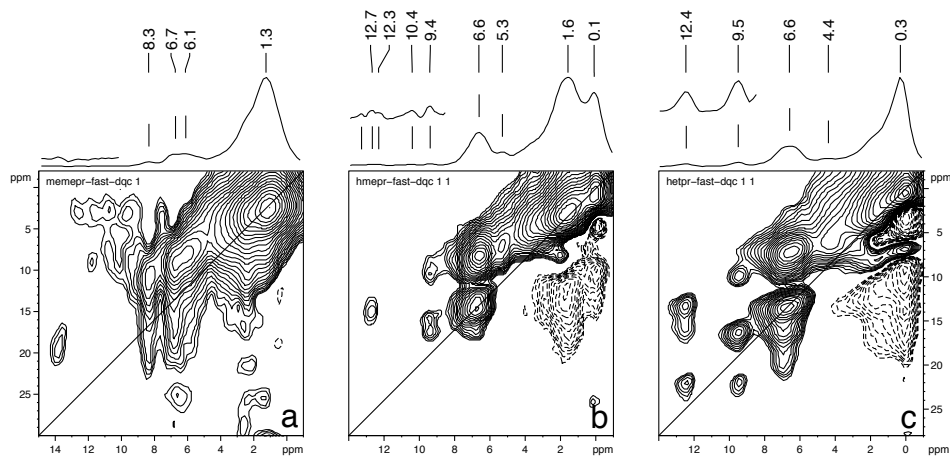 8.3 6.7 6.1 1.3
12.7 12.3 10.4 9.4 6.6 5.3 1.6 0.1
12.4 9.5 6.6 4.4 0.3
ppm
memepr-fast-dqc 1
5
10
15
20
25
a
14 12 10 8 6 4 2 ppm
hmepr-fast-dqc 1 1
b
12 10 8 6 4 2 ppm
hetpr-fast-dqc 1 1
c
12 10 8 6 4 2 0 ppm
ppm
5
10
15
20
25